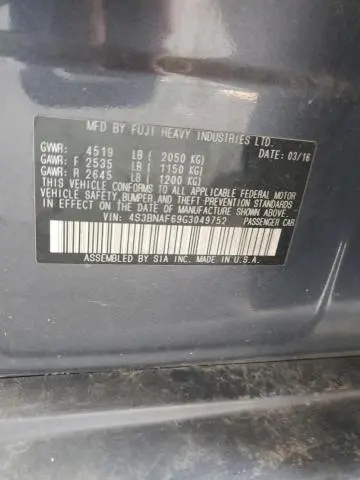 MFD BY FUJI HEAVY INDUSTRIES LTD.
GVWR: 4519 LB ( 2050 KG) DATE: 03/16
GAWR: F 2535 LB ( 1150 KG)
GAWR: R 2645 LB ( 1200 KG)
THIS VEHICLE CONFORMS TO ALL APPLICABLE FEDERAL MOTOR
VEHICLE SAFETY, BUMPER, AND THEFT PREVENTION STANDARDS
IN EFFECT ON THE DATE OF MANUFACTURE SHOWN ABOVE.
VIN: 4S3BNAF69G3049752 PASSENGER CAR
ASSEMBLED BY SIA INC. MADE IN U.S.A.